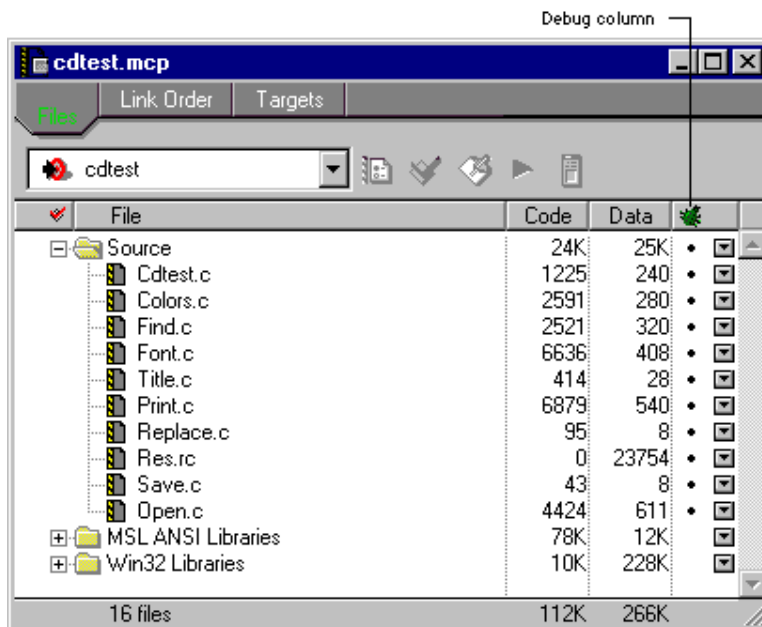 Debug column
cdtest.mcp
Files Link Order Targets
cdtest
File Code Data
Source 24K 25K
Cdtest.c 1225 240
Colors.c 2591 280
Find.c 2521 320
Font.c 6636 408
Title.c 414 28
Print.c 6879 540
Replace.c 95 8
Res.rc 0 23754
Save.c 43 8
Open.c 4424 611
MSL ANSI Libraries 78K 12K
Win32 Libraries 10K 228K
16 files 112K 266K